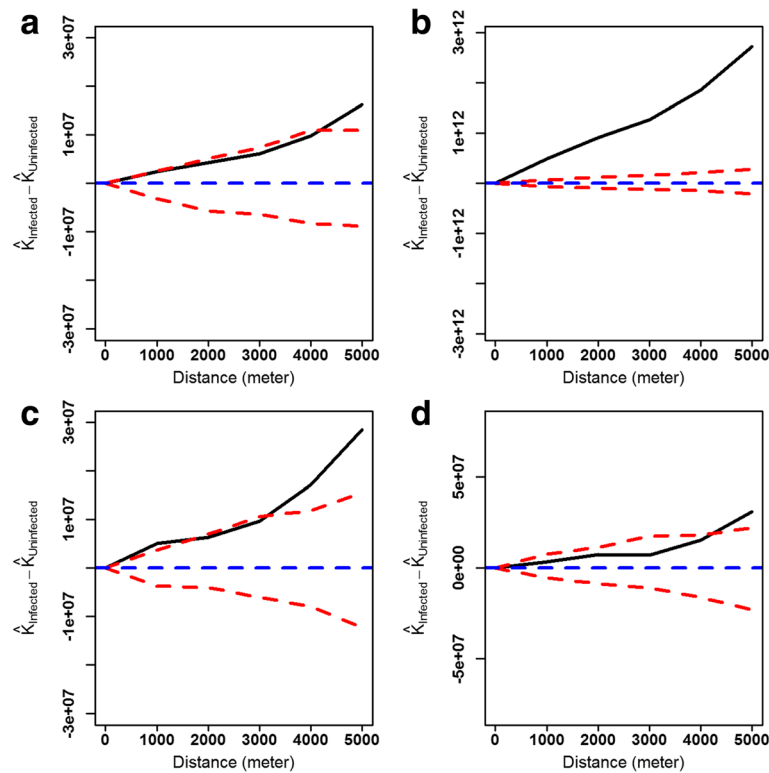 a
3e+07
1e+07
-1e+07
-3e+07
K̂Infected − K̂Uninfected
0 1000 2000 3000 4000 5000
Distance (meter)
b
3e+12
1e+12
-1e+12
-3e+12
K̂Infected − K̂Uninfected
0 1000 2000 3000 4000 5000
Distance (meter)
c
3e+07
1e+07
-1e+07
-3e+07
K̂Infected − K̂Uninfected
0 1000 2000 3000 4000 5000
Distance (meter)
d
5e+07
0e+00
-5e+07
K̂Infected − K̂Uninfected
0 1000 2000 3000 4000 5000
Distance (meter)